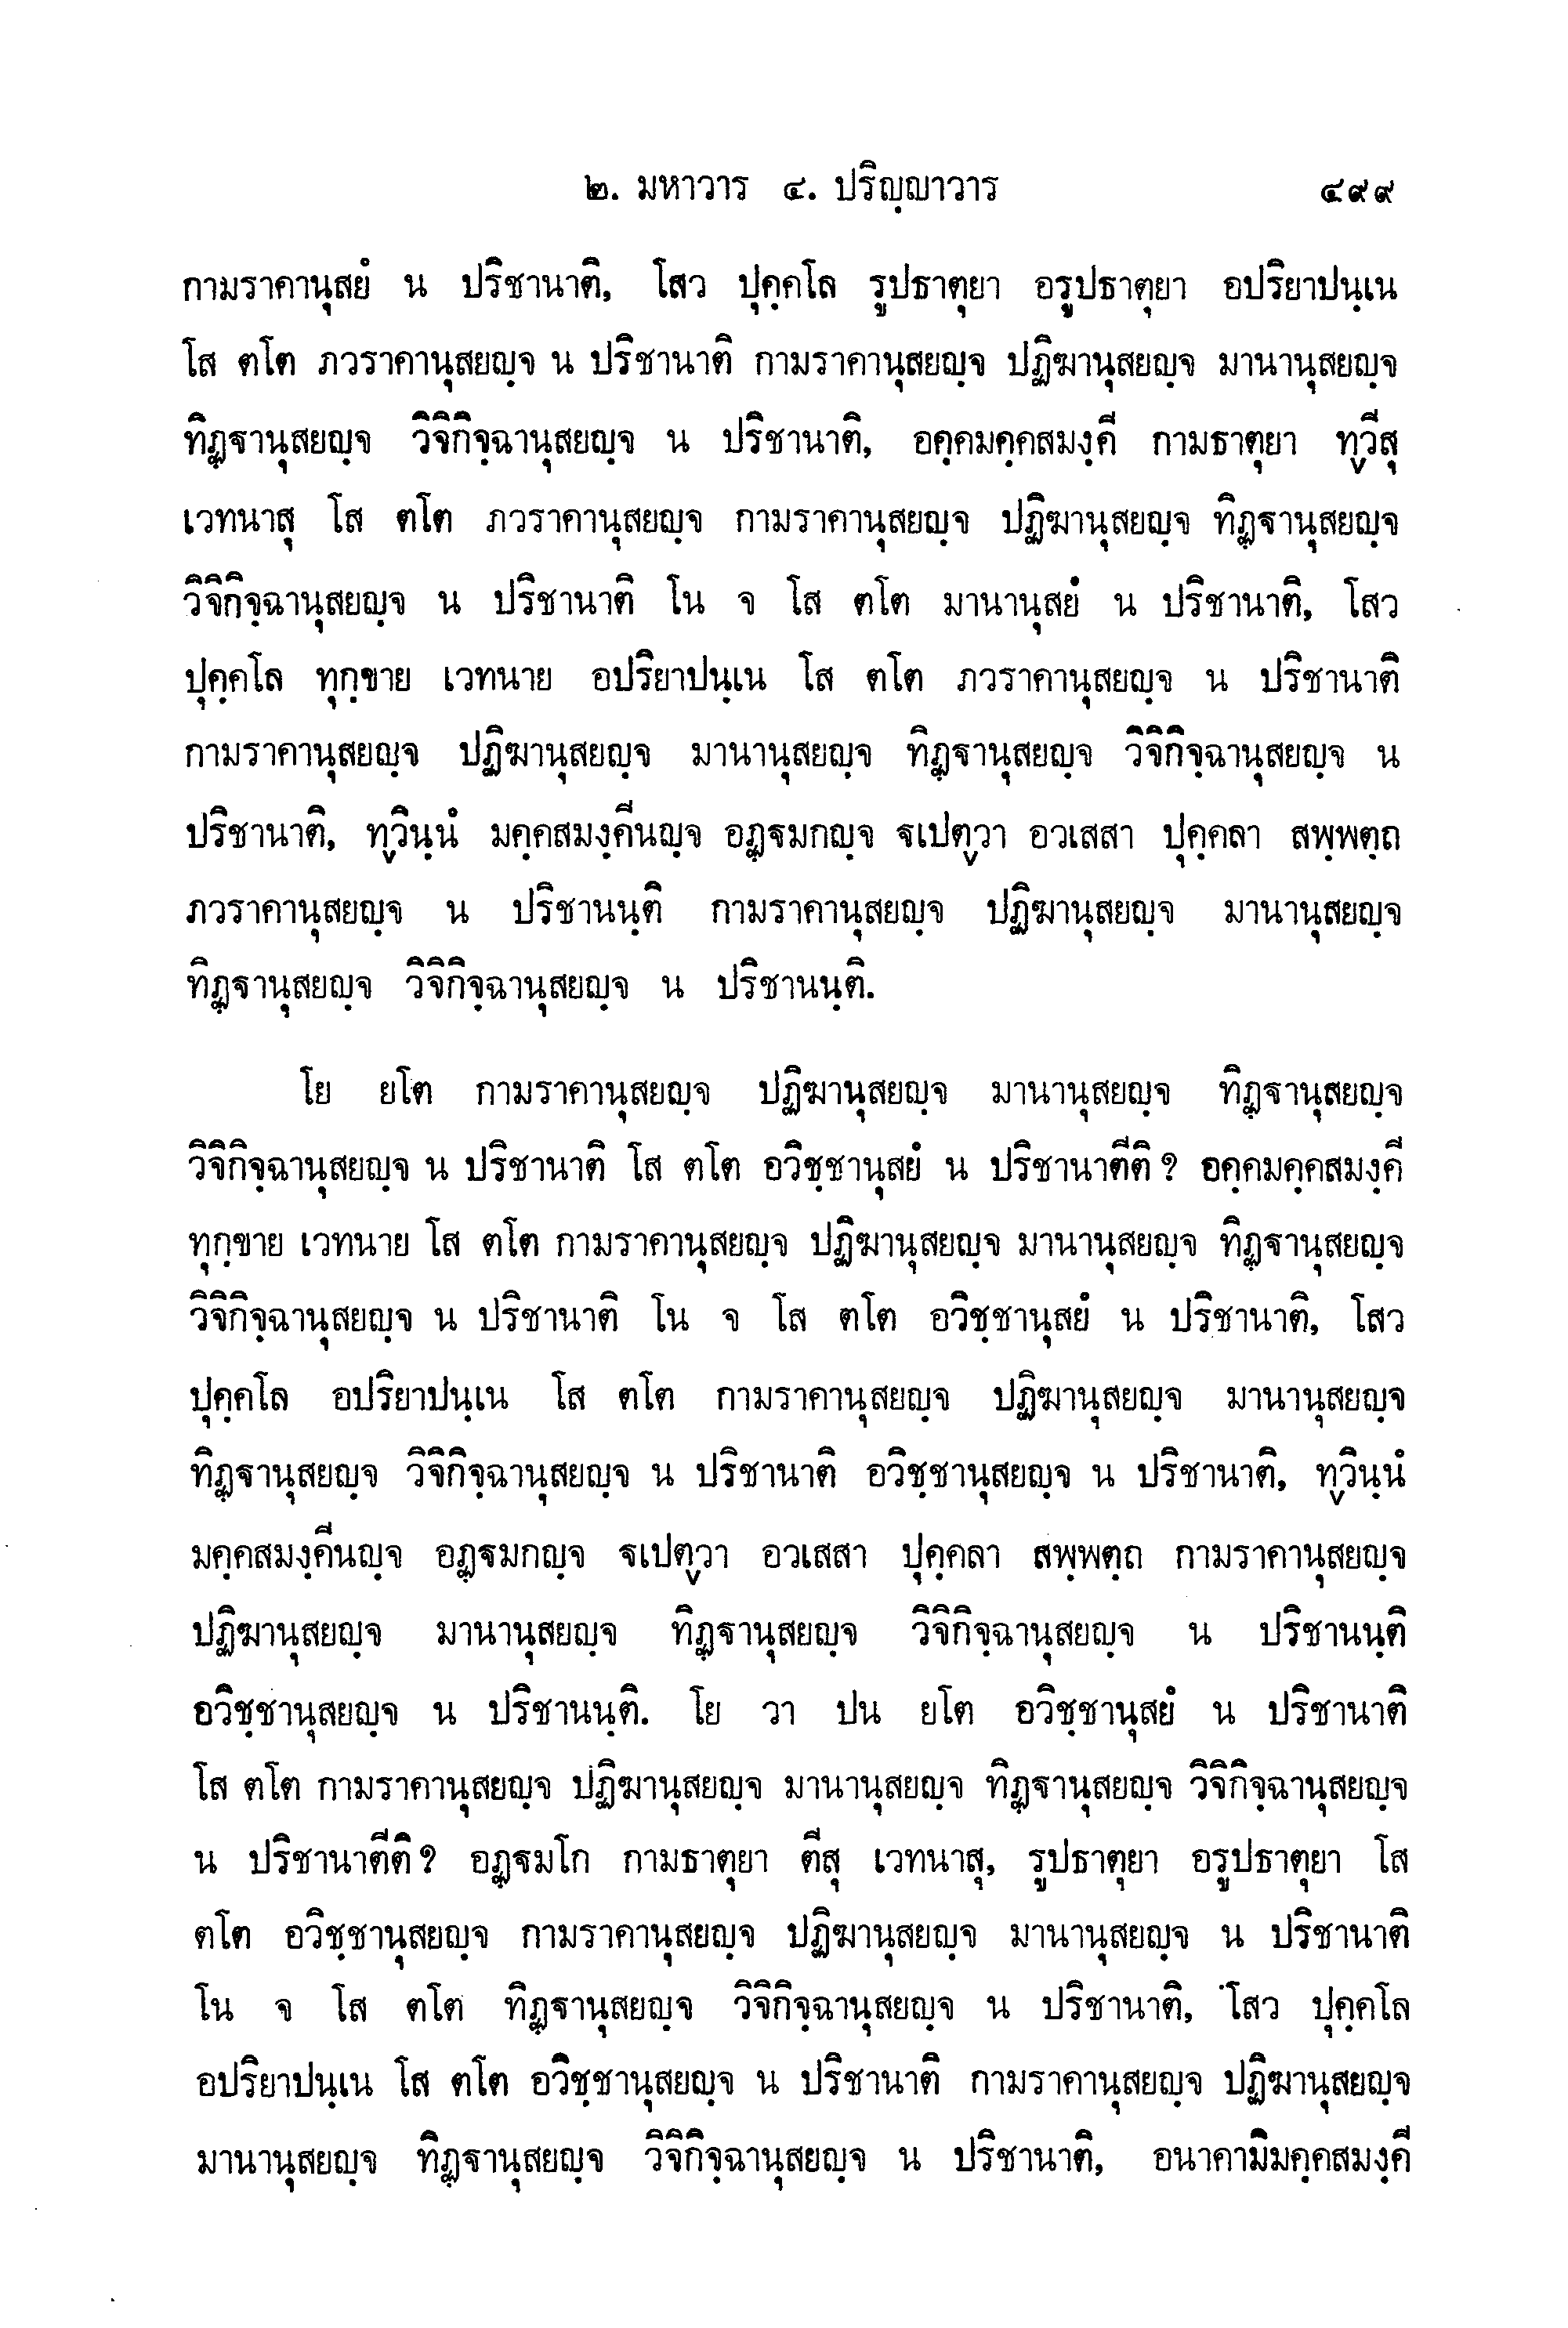 ๒. มหาวาร ๔. ปริญฺญาวาร ๔๙๙
กามราคานุสยํ น ปริชานาติ, โสว ปุคฺคโล รูปธาตุยา อรูปธาตุยา อปริยาปนฺเน
โส ตโต ภวราคานุสยญฺจ น ปริชานาติ กามราคานุสยญฺจ ปฏิฆานุสยญฺจ มานานุสยญฺจ
ทิฏฺฐานุสยญฺจ วิจิกิจฺฉานุสยญฺจ น ปริชานาติ, อคฺคมคฺคสมงฺคี กามธาตุยา ทฺวีสุ
เวทนาสุ โส ตโต ภวราคานุสยญฺจ กามราคานุสยญฺจ ปฏิฆานุสยญฺจ ทิฏฺฐานุสยญฺจ
วิจิกิจฺฉานุสยญฺจ น ปริชานาติ โน จ โส ตโต มานานุสยํ น ปริชานาติ, โสว
ปุคฺคโล ทุกฺขาย เวทนาย อปริยาปนฺเน โส ตโต ภวราคานุสยญฺจ น ปริชานาติ
กามราคานุสยญฺจ ปฏิฆานุสยญฺจ มานานุสยญฺจ ทิฏฺฐานุสยญฺจ วิจิกิจฺฉานุสยญฺจ น
ปริชานาติ, ทฺวินฺนํ มคฺคสมงฺคีนญฺจ อฏฺฐมกญฺจ ฐเปตฺวา อวเสสา ปุคฺคลา สพฺพตฺถ
ภวราคานุสยญฺจ น ปริชานนฺติ กามราคานุสยญฺจ ปฏิฆานุสยญฺจ มานานุสยญฺจ
ทิฏฺฐานุสยญฺจ วิจิกิจฺฉานุสยญฺจ น ปริชานนฺติ.
โย ยโต กามราคานุสยญฺจ ปฏิฆานุสยญฺจ มานานุสยญฺจ ทิฏฺฐานุสยญฺจ
วิจิกิจฺฉานุสยญฺจ น ปริชานาติ โส ตโต อวิชฺชานุสยํ น ปริชานาตีติ ? อคฺคมคฺคสมงฺคี
ทุกฺขาย เวทนาย โส ตโต กามราคานุสยญฺจ ปฏิฆานุสยญฺจ มานานุสยญฺจ ทิฏฺฐานุสยญฺจ
วิจิกิจฺฉานุสยญฺจ น ปริชานาติ โน จ โส ตโต อวิชฺชานุสยํ น ปริชานาติ, โสว
ปุคฺคโล อปริยาปนฺเน โส ตโต กามราคานุสยญฺจ ปฏิฆานุสยญฺจ มานานุสยญฺจ
ทิฏฺฐานุสยญฺจ วิจิกิจฺฉานุสยญฺจ น ปริชานาติ อวิชฺชานุสยญฺจ น ปริชานาติ, ทฺวินฺนํ
มคฺคสมงฺคีนญฺจ อฏฺฐมกญฺจ ฐเปตฺวา อวเสสา ปุคฺคลา สพฺพตฺถ กามราคานุสยญฺจ
ปฏิฆานุสยญฺจ มานานุสยญฺจ ทิฏฺฐานุสยญฺจ วิจิกิจฺฉานุสยญฺจ น ปริชานนฺติ
อวิชฺชานุสยญฺจ น ปริชานนฺติ. โย วา ปน ยโต อวิชฺชานุสยํ น ปริชานาติ
โส ตโต กามราคานุสยญฺจ ปฏิฆานุสยญฺจ มานานุสยญฺจ ทิฏฺฐานุสยญฺจ วิจิกิจฺฉานุสยญฺจ
น ปริชานาตีติ ? อฏฺฐมโก กามธาตุยา ตีสุ เวทนาสุ, รูปธาตุยา อรูปธาตุยา โส
ตโต อวิชฺชานุสยญฺจ กามราคานุสยญฺจ ปฏิฆานุสยญฺจ มานานุสยญฺจ น ปริชานาติ
โน จ โส ตโต ทิฏฺฐานุสยญฺจ วิจิกิจฺฉานุสยญฺจ น ปริชานาติ, โสว ปุคฺคโล
อปริยาปนฺเน โส ตโต อวิชฺชานุสยญฺจ น ปริชานาติ กามราคานุสยญฺจ ปฏิฆานุสยญฺจ
มานานุสยญฺจ ทิฏฺฐานุสยญฺจ วิจิกิจฺฉานุสยญฺจ น ปริชานาติ, อนาคามิมคฺคสมงฺคี